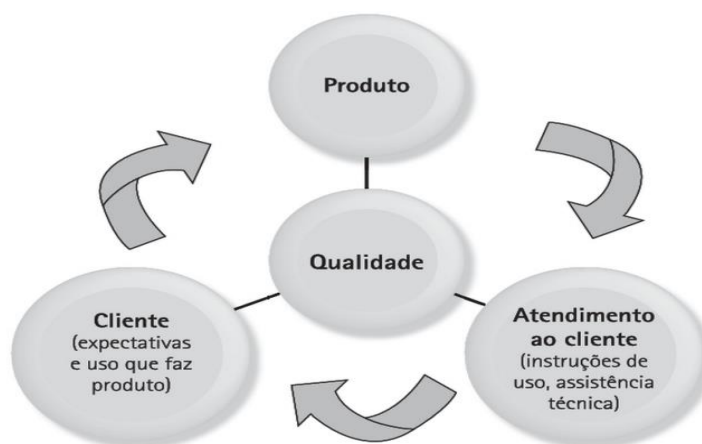 Produto
Qualidade
Cliente
(expectativas
e uso que faz
produto)
Atendimento
ao cliente
(instruções de
uso, assistência
técnica)